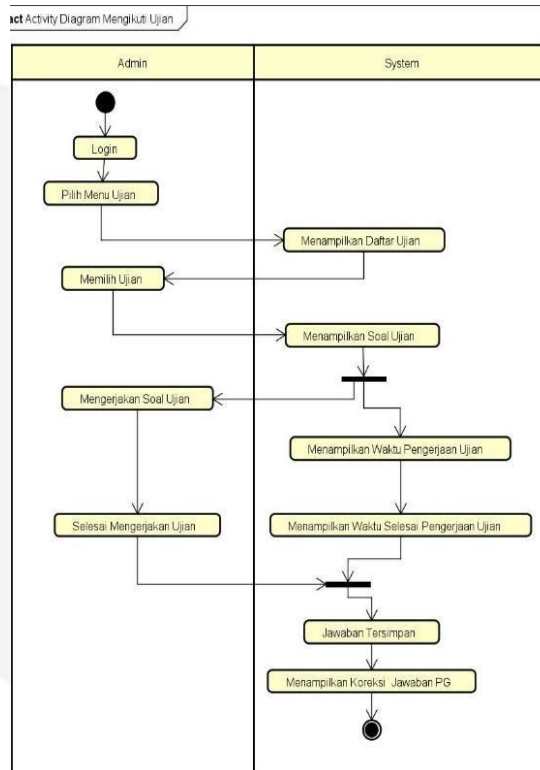 act Activity Diagram Mengikuti Ujian
Admin
System
Login
Pilih Menu Ujian
Menampilkan Daftar Ujian
Memilih Ujian
Menampilkan Soal Ujian
Mengerjakan Soal Ujian
Menampilkan Waktu Pengerjaan Ujian
Selesai Mengerjakan Ujian
Menampilkan Waktu Selesai Pengerjaan Ujian
Jawaban Tersimpan
Menampilkan Koreksi Jawaban PG